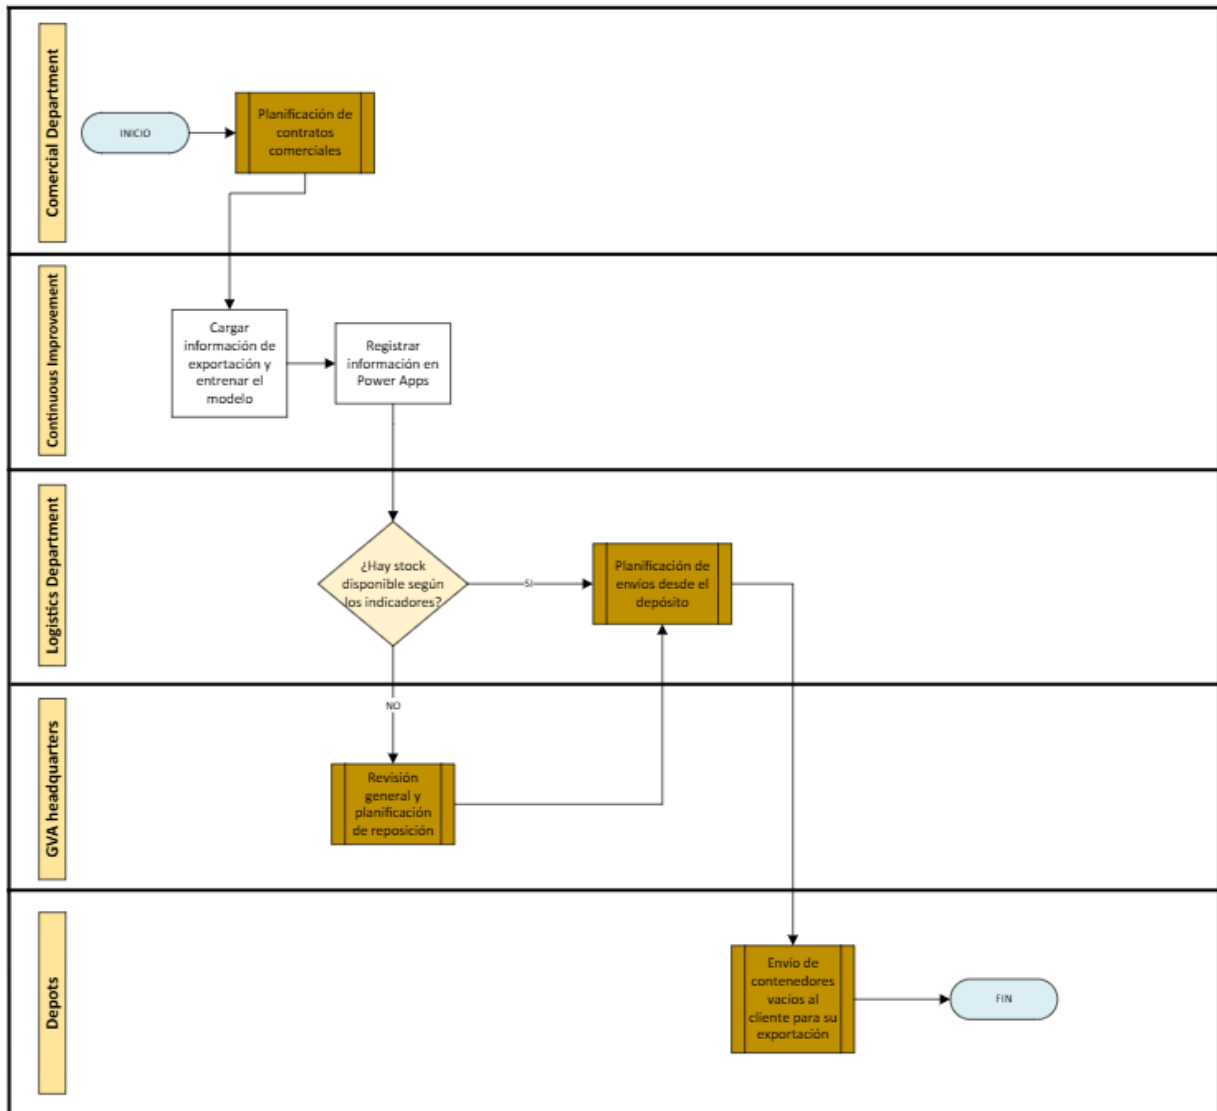 Comercial Department
INICIO
Planificación de
contratos
comerciales
Continuous Improvement
Cargar
información de
exportación y
entrenar el
modelo
Registrar
información en
Power Apps
Logistics Department
¿Hay stock
disponible según
los indicadores?
SI
Planificación de
envíos desde el
depósito
GVA headquarters
NO
Revisión
general y
planificación
de reposición
Depots
Envío de
contenedores
vacíos al
cliente para su
exportación
FIN